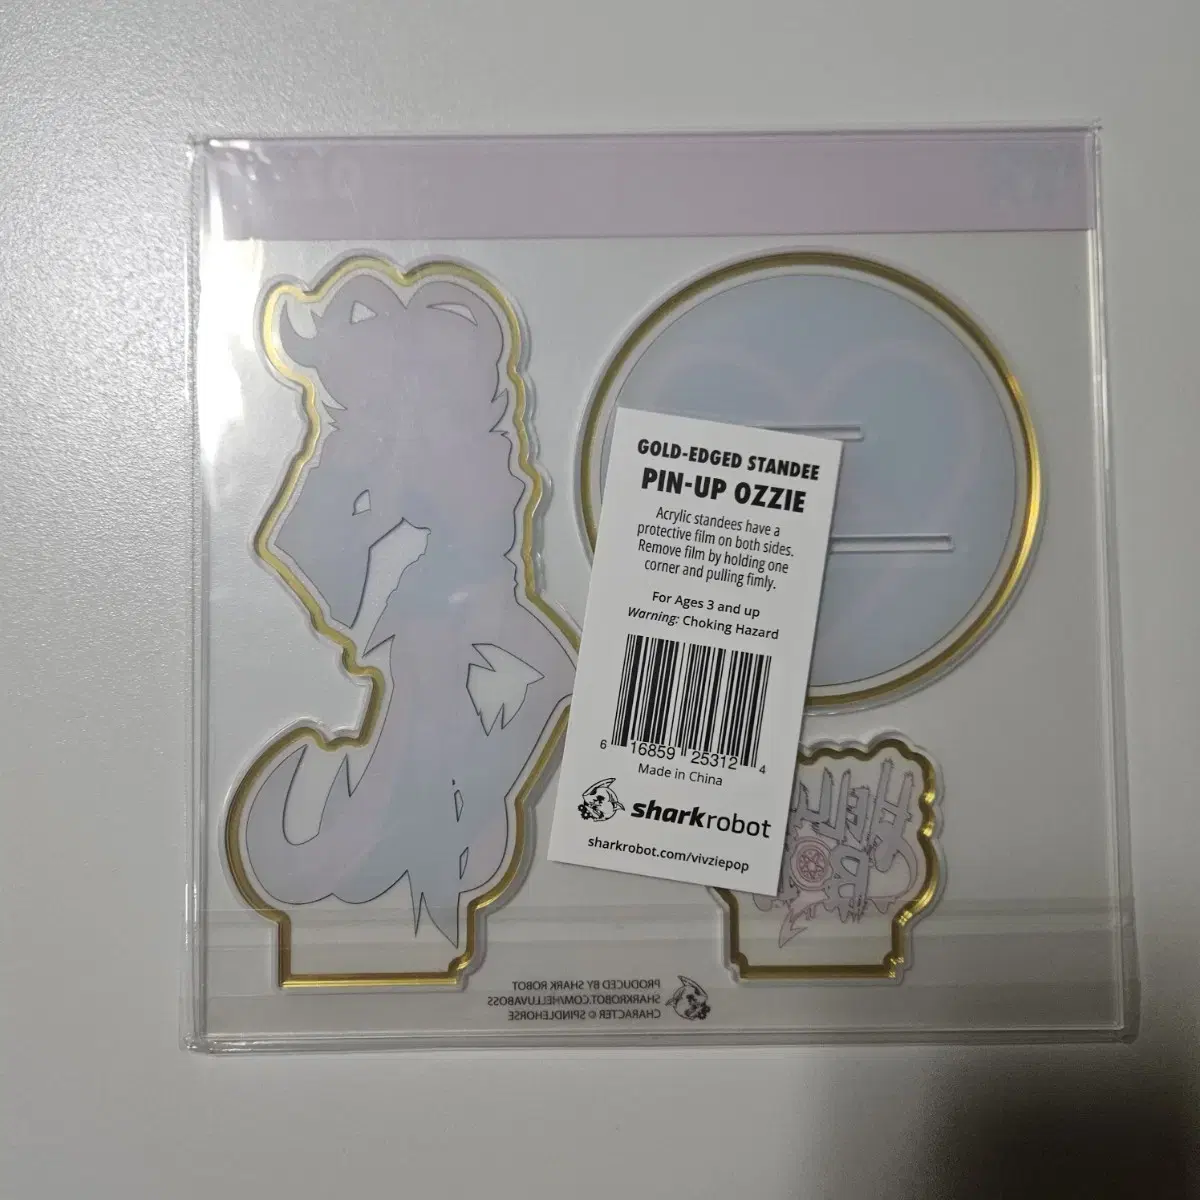 GOLD-EDGED STANDEE
PIN-UP OZZIE
Acrylic standees have a
protective film on both sides.
Remove film by holding one
corner and pulling fimly.
For Ages 3 and up
Warning: Choking Hazard
6 16859 25312 4
Made in China
sharkrobot
sharkrobot.com/vivziepop
PRODUCED BY SHARK ROBOT
SHARKROBOT.COM/HELLUVABOSS
CHARACTER © SPINDLEHORSE